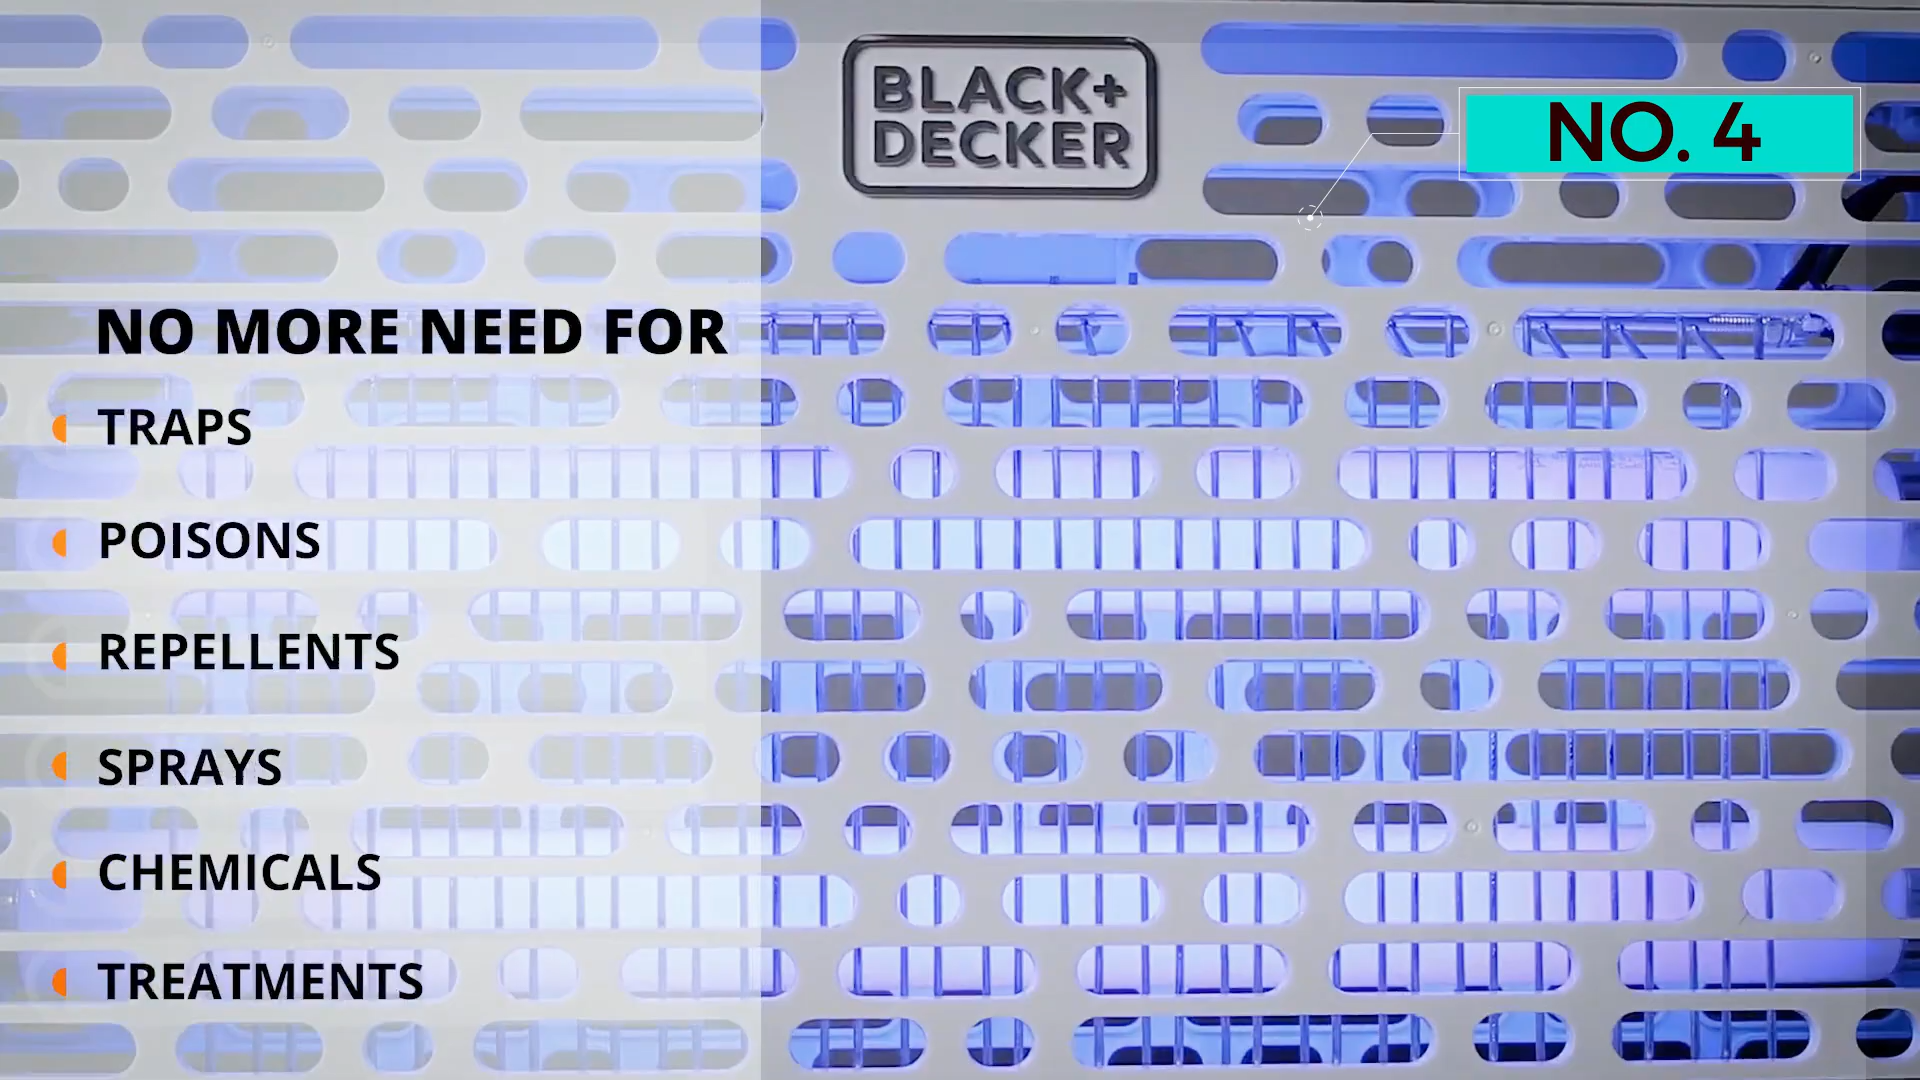 BLACK+
DECKER
NO. 4
NO MORE NEED FOR
TRAPS
POISONS
REPELLENTS
SPRAYS
CHEMICALS
TREATMENTS